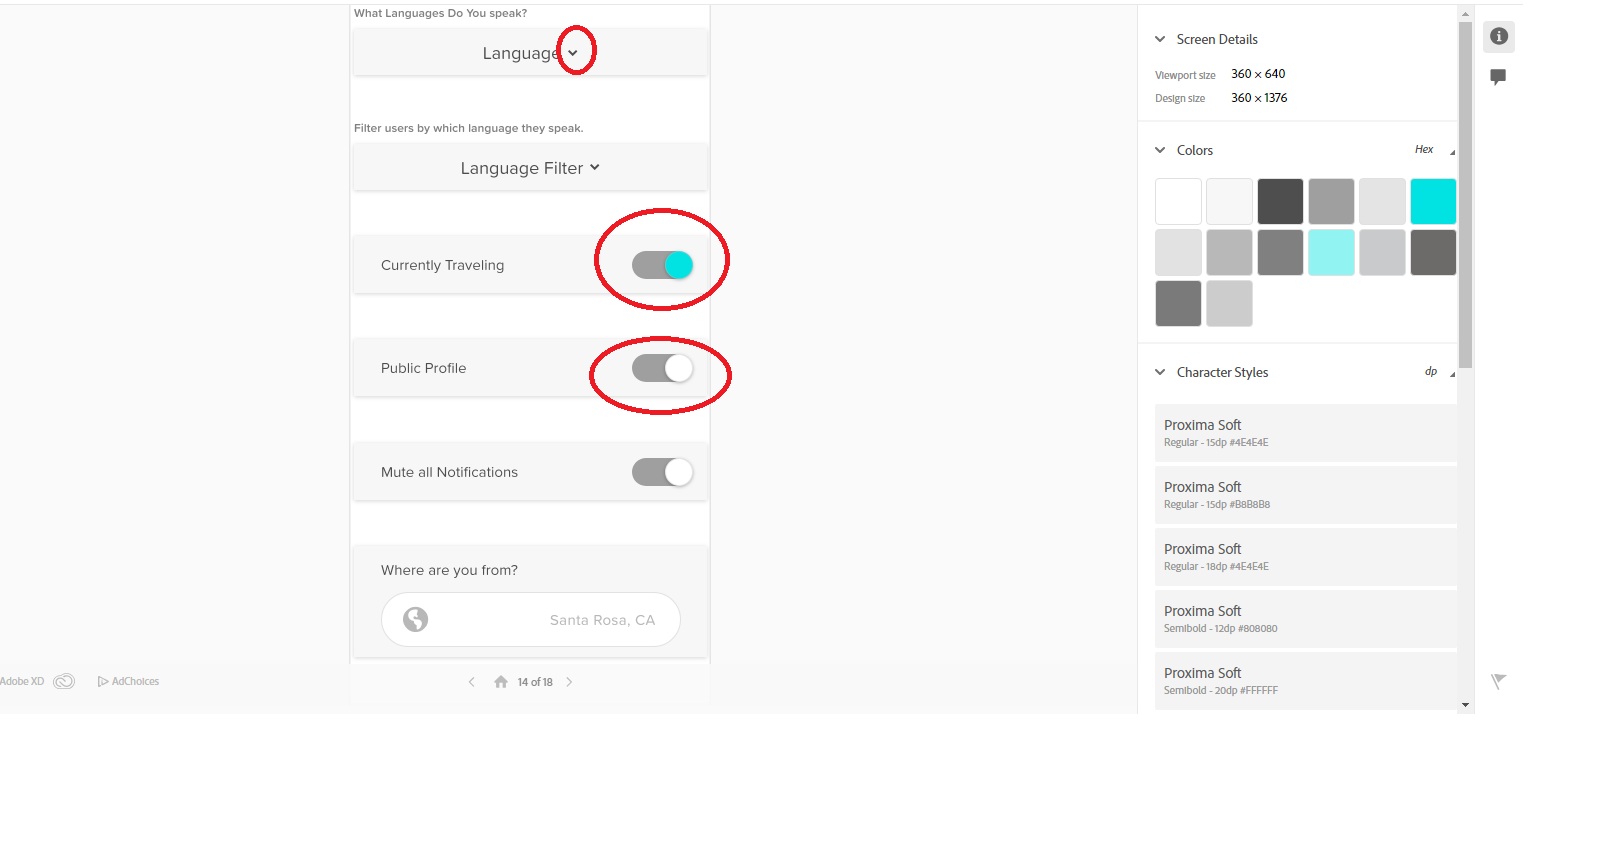 What Languages Do You speak?
Language
Filter users by which language they speak.
Language Filter
Currently Traveling
Public Profile
Mute all Notifications
Where are you from?
Santa Rosa, CA
Adobe XD
AdChoices
14 of 18
Screen Details
Viewport size 360 × 640
Design size 360 × 1376
Colors Hex
Character Styles dp
Proxima Soft
Regular - 15dp #4E4E4E
Proxima Soft
Regular - 15dp #B8B8B8
Proxima Soft
Regular - 18dp #4E4E4E
Proxima Soft
Semibold - 12dp #808080
Proxima Soft
Semibold - 20dp #FFFFFF